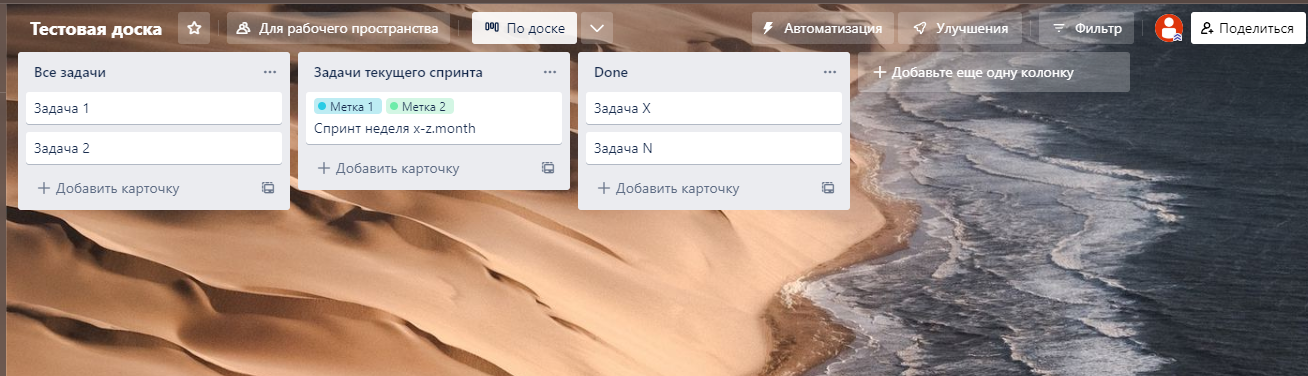 Тестовая доска
Для рабочего пространства
По доске
Автоматизация
Улучшения
Фильтр
Поделиться
Все задачи
Задача 1
Задача 2
Добавить карточку
Задачи текущего спринта
Метка 1 Метка 2
Спринт неделя x-z.month
Добавить карточку
Done
Задача X
Задача N
Добавить карточку
Добавьте еще одну колонку